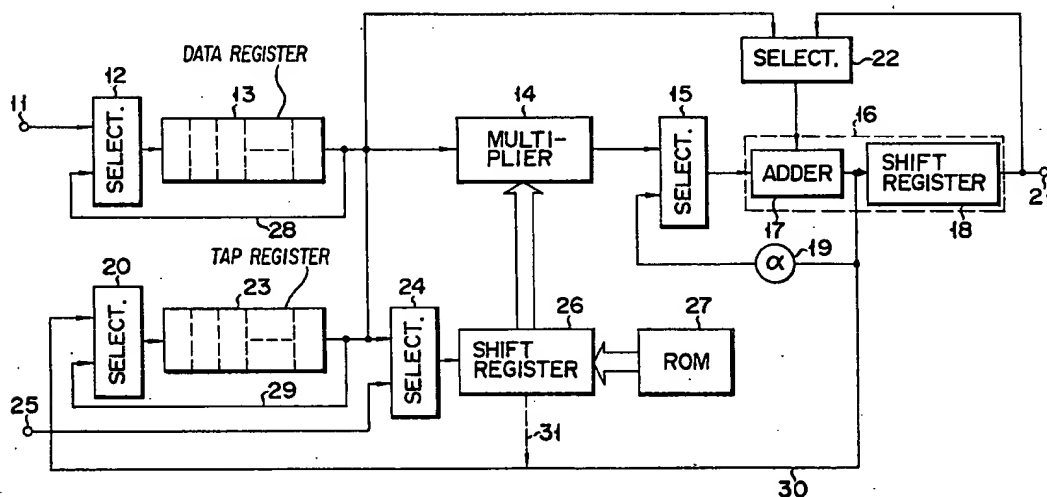 DATA REGISTER
12
13
11
SELECT.
28
14
MULTI-
PLIER
15
SELECT.
SELECT.
22
16
ADDER
17
SHIFT
REGISTER
18
21
α
19
TAP REGISTER
20
23
SELECT.
29
24
SELECT.
25
26
SHIFT
REGISTER
27
ROM
31
30